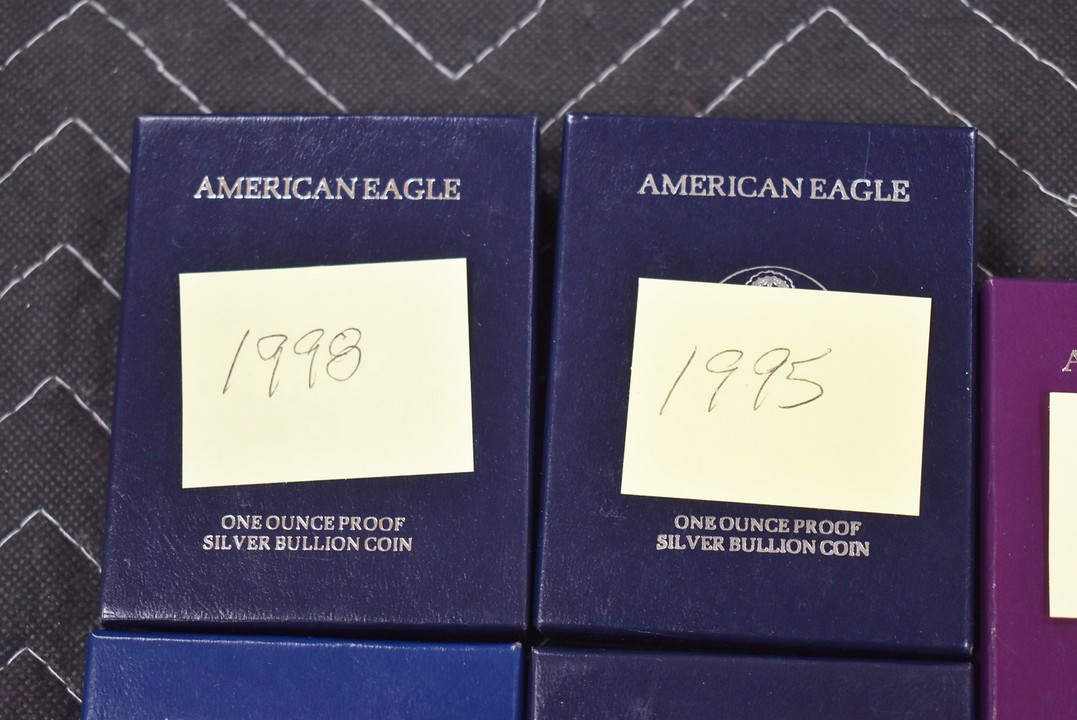 AMERICAN EAGLE
1998
ONE OUNCE PROOF
SILVER BULLION COIN
AMERICAN EAGLE
1995
ONE OUNCE PROOF
SILVER BULLION COIN
A